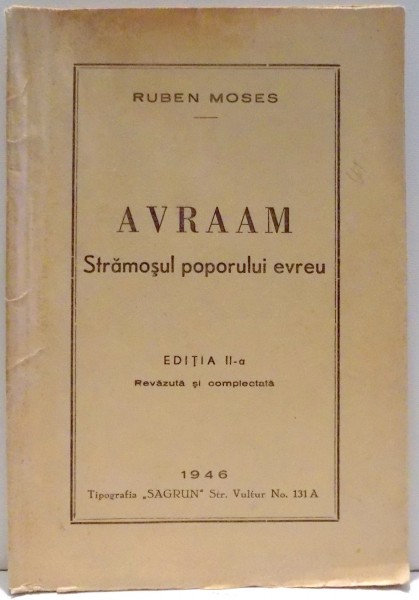 RUBEN MOSES
AVRAAM
Strămoșul poporului evreu
EDIȚIA II-a
Revăzută și complectată
1946
Tipografia „SAGRUN" Str. Vultur No. 131 A